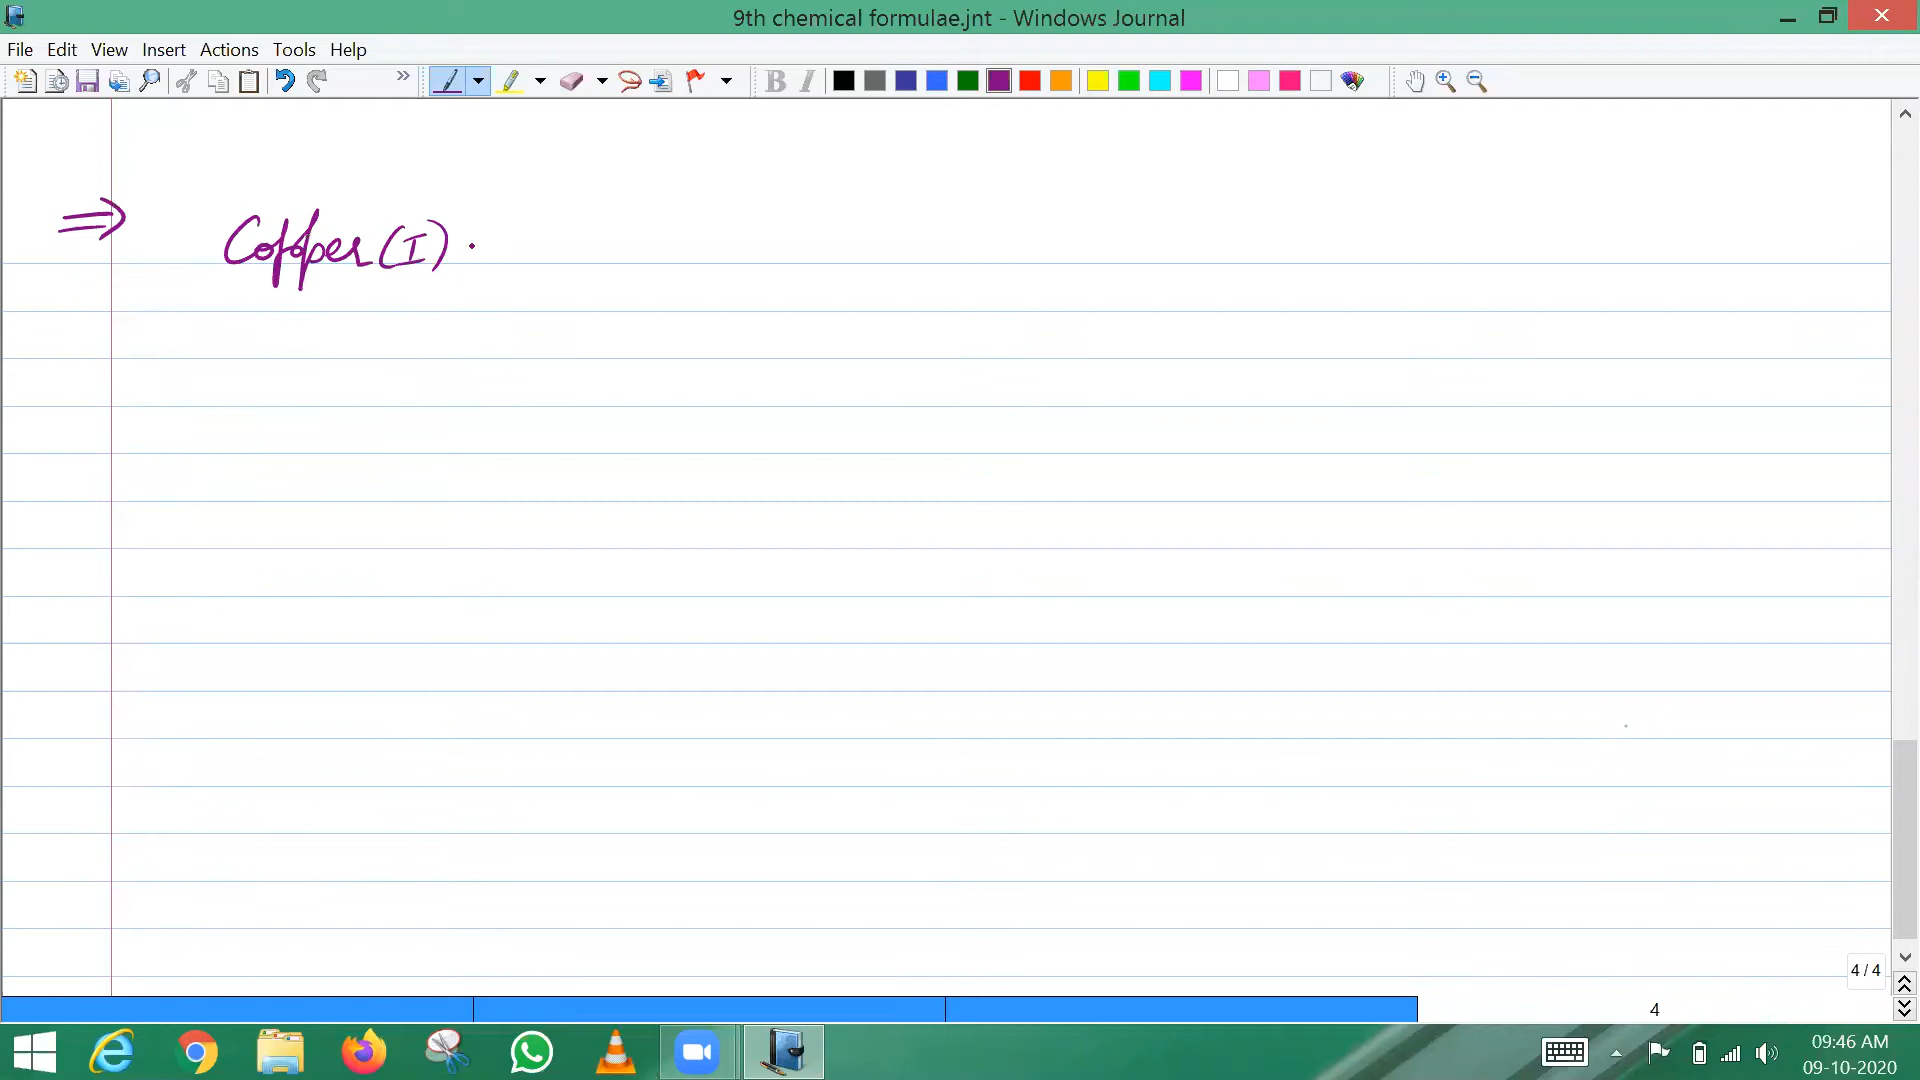 9th chemical formulae.jnt - Windows Journal
File Edit View Insert Actions Tools Help
⇒ Copper (I)
4 / 4
4
09:46 AM
09-10-2020